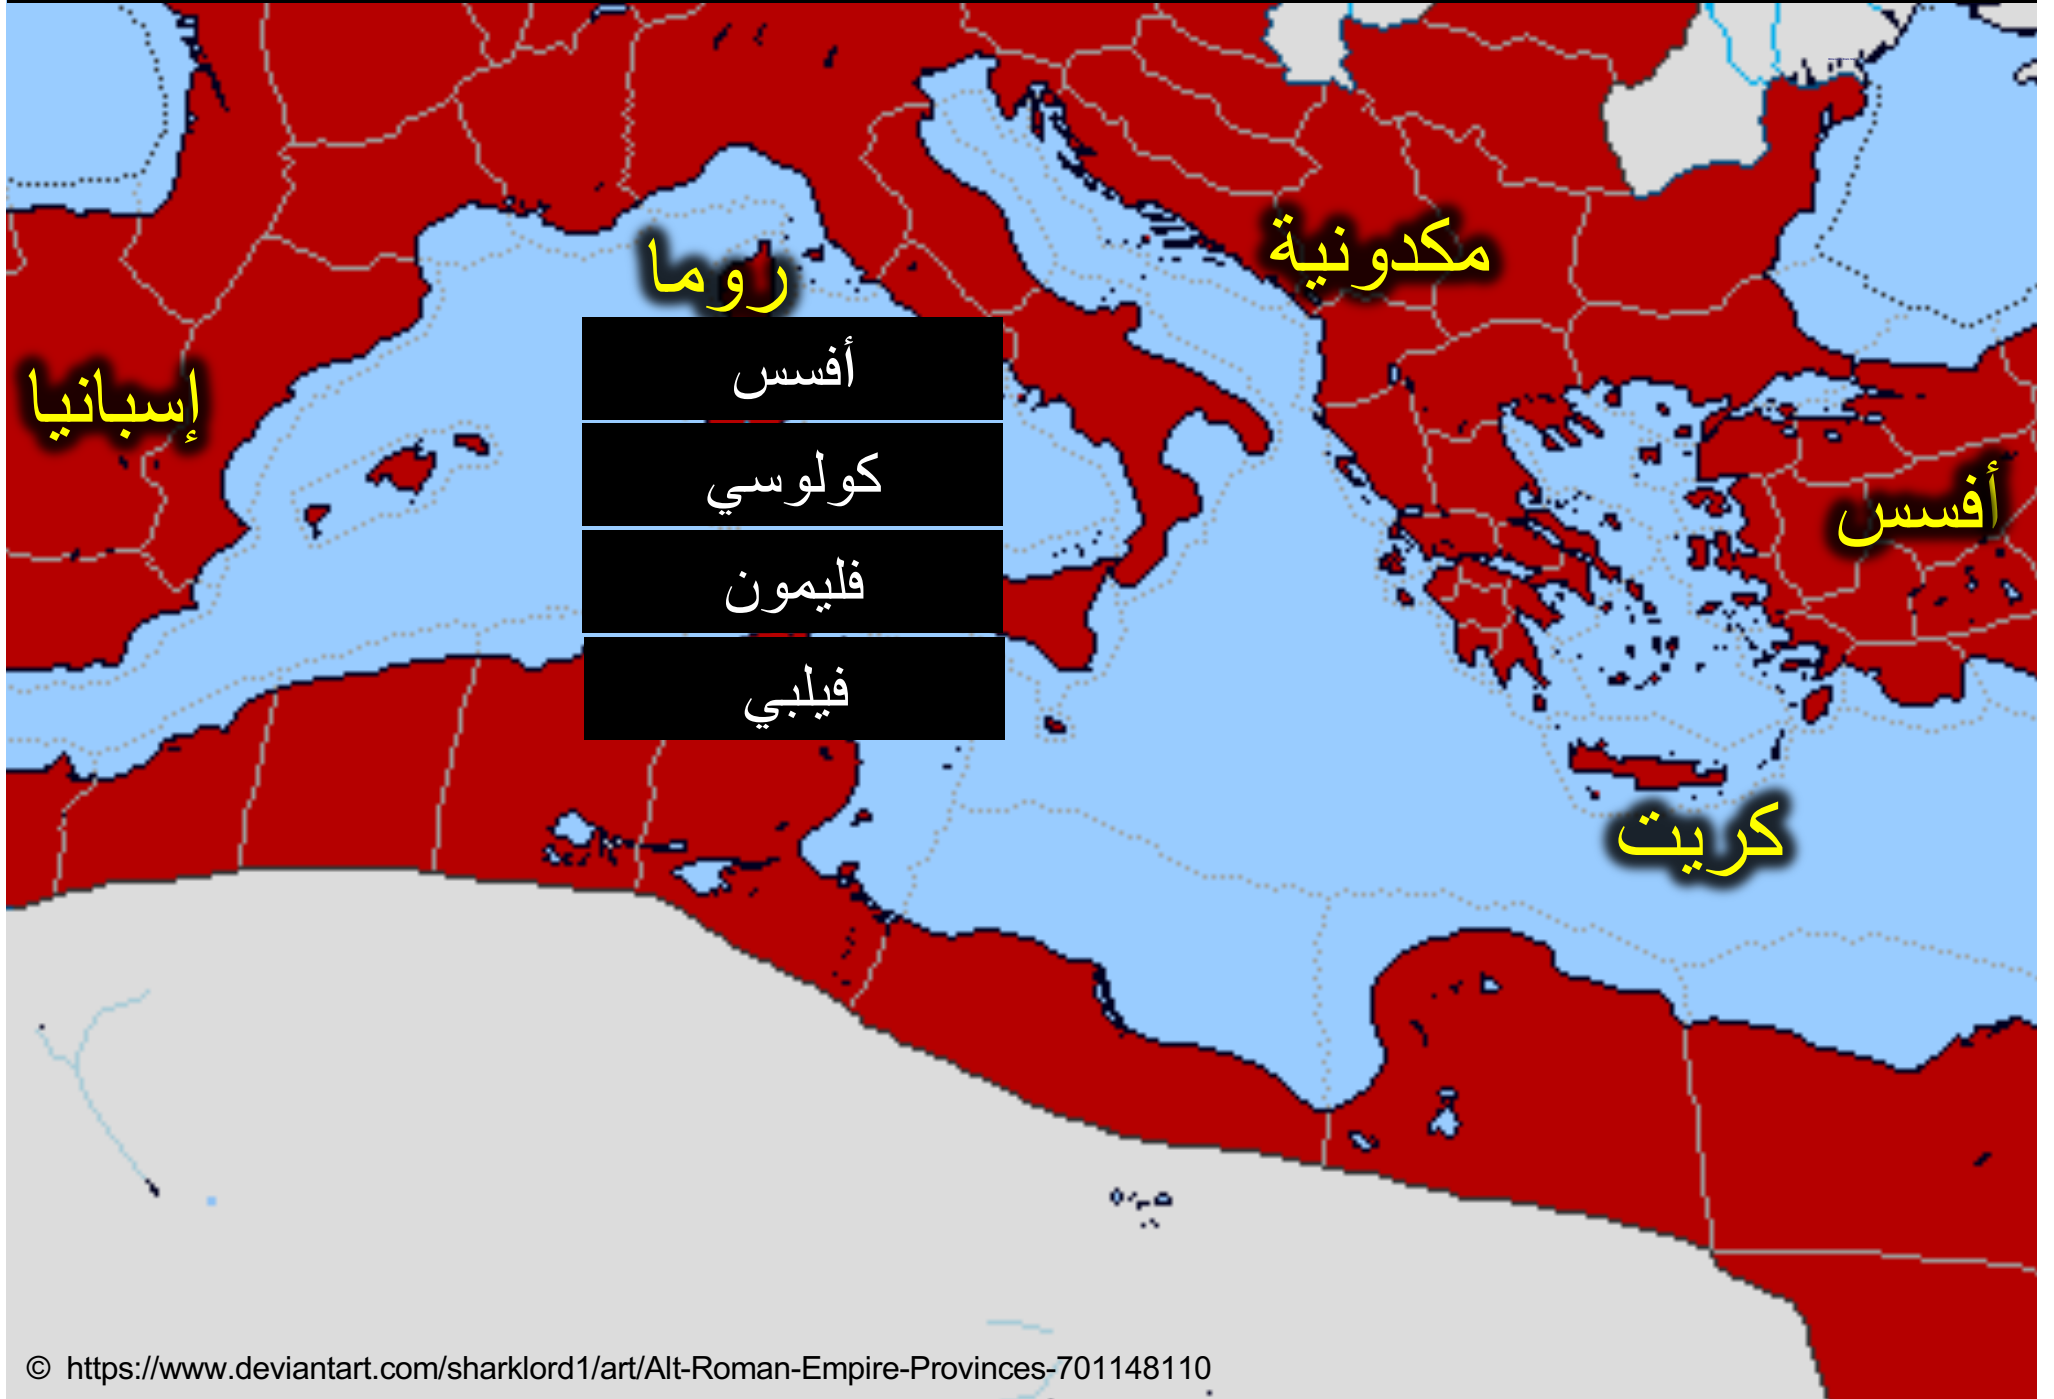 روما
مكدونية
إسبانيا
أفسس
كولوسي
فليمون
فيلبي
أفسس
كريت
© https://www.deviantart.com/sharklord1/art/Alt-Roman-Empire-Provinces-701148110